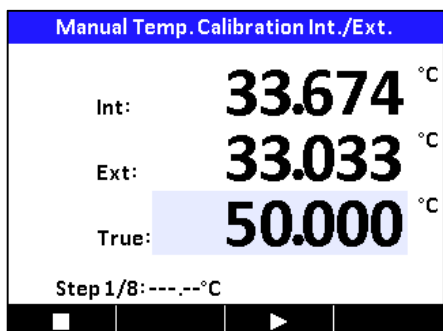 Manual Temp. Calibration Int./Ext.
Int: 33.674 °C
Ext: 33.033 °C
True: 50.000 °C
Step 1/8: ---.--°C